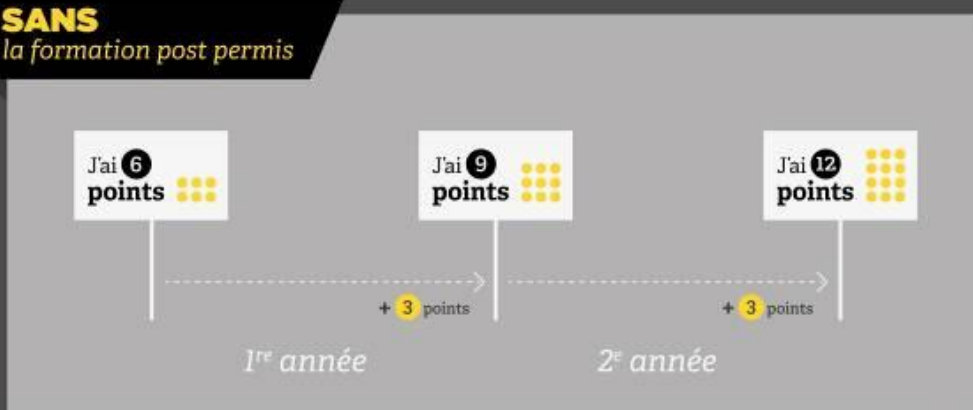 SANS
la formation post permis
J'ai 6
points
J'ai 9
points
J'ai 12
points
+ 3 points
+ 3 points
1re année
2e année